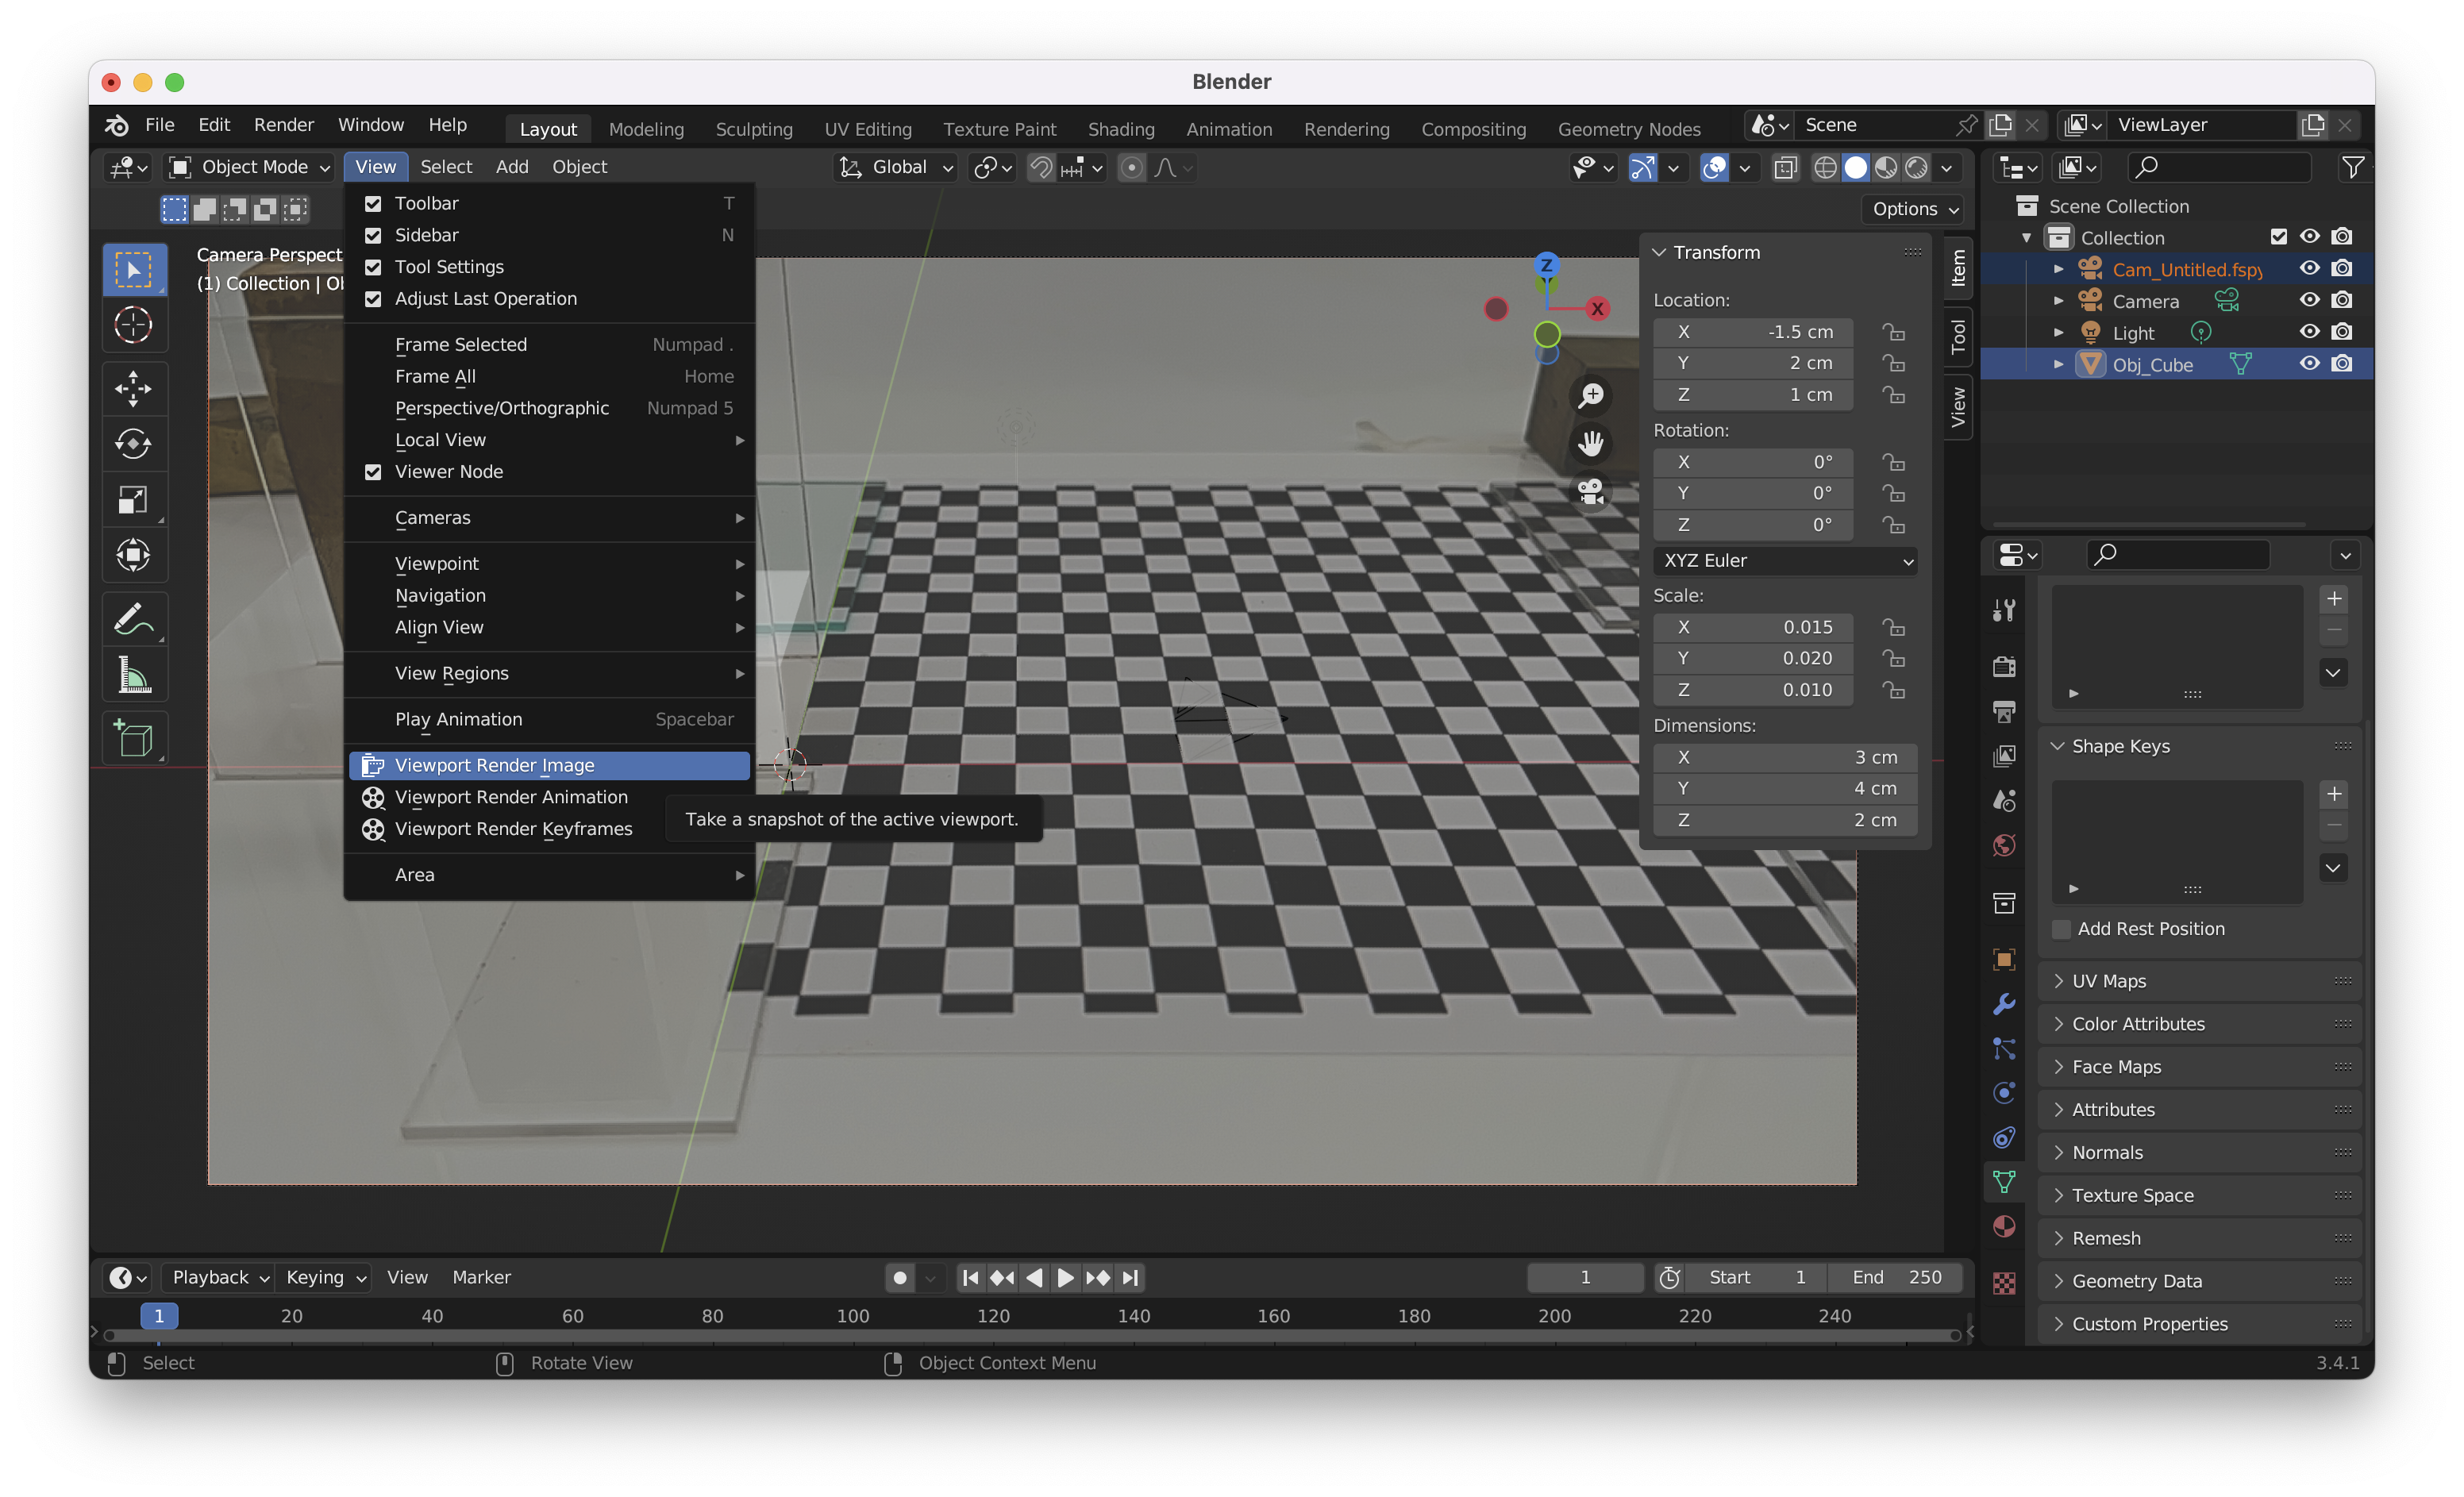 Blender
File Edit Render Window Help Layout Modeling Sculpting UV Editing Texture Paint Shading Animation Rendering Compositing Geometry Nodes Scene ViewLayer
Object Mode View Select Add Object Global
Options
Camera Perspect
(1) Collection | Ob
Toolbar T
Sidebar N
Tool Settings
Adjust Last Operation
Frame Selected Numpad .
Frame All Home
Perspective/Orthographic Numpad 5
Local View
Viewer Node
Cameras
Viewpoint
Navigation
Align View
View Regions
Play Animation Spacebar
Viewport Render Image
Viewport Render Animation
Viewport Render Keyframes
Area
Take a snapshot of the active viewport.
Z
X
Transform
Location:
X -1.5 cm
Y 2 cm
Z 1 cm
Rotation:
X 0°
Y 0°
Z 0°
XYZ Euler
Scale:
X 0.015
Y 0.020
Z 0.010
Dimensions:
X 3 cm
Y 4 cm
Z 2 cm
Item
Tool
View
Scene Collection
Collection
Cam_Untitled.fspy
Camera
Light
Obj_Cube
Shape Keys
Add Rest Position
UV Maps
Color Attributes
Face Maps
Attributes
Normals
Texture Space
Remesh
Geometry Data
Custom Properties
Playback Keying View Marker 1 Start 1 End 250
1 20 40 60 80 100 120 140 160 180 200 220 240
Select Rotate View Object Context Menu 3.4.1